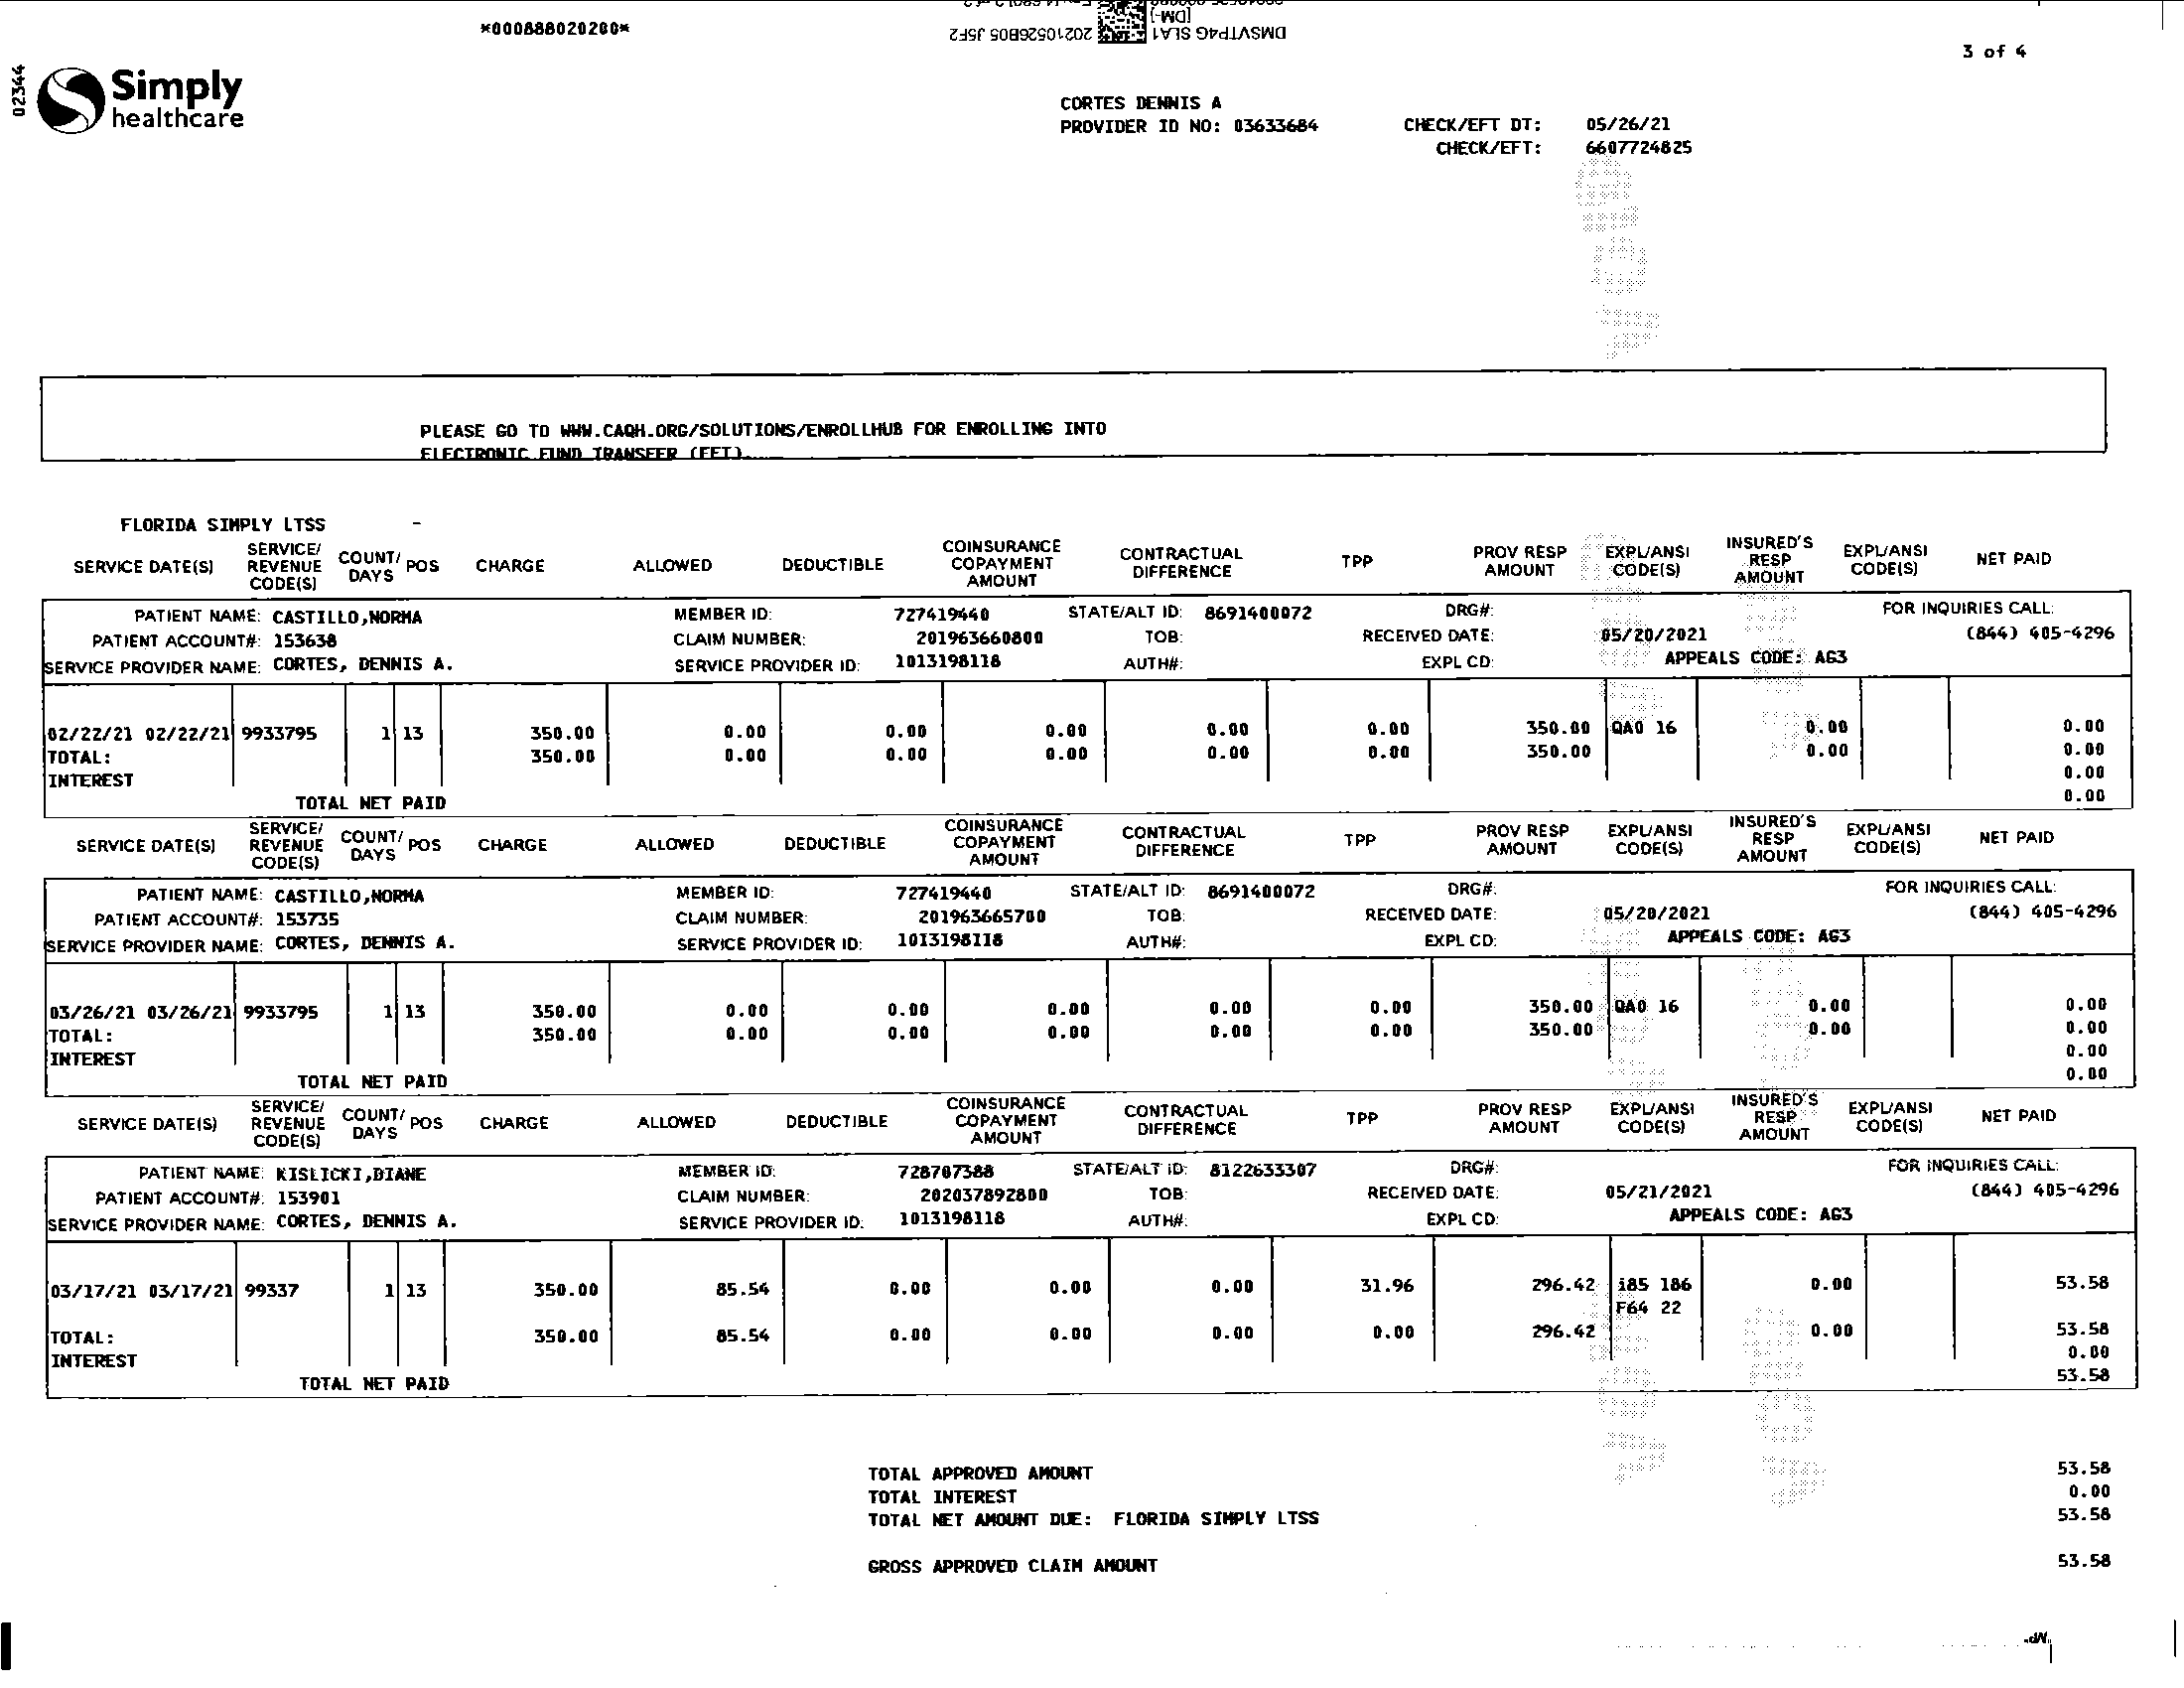 *000888020200*
DMSVTP4G SLA1 20210526B05 J5F2
[DM-]
3 of 4
02344
Simply
healthcare
CORTES DENNIS A
PROVIDER ID NO: 03633684 CHECK/EFT DT: 05/26/21
CHECK/EFT: 6607724825
PLEASE GO TO WWW.CAQH.ORG/SOLUTIONS/ENROLLHUB FOR ENROLLING INTO
ELECTRONIC FUND TRANSFER (EFT)
FLORIDA SIMPLY LTSS -
SERVICE DATE(S) SERVICE/ REVENUE CODE(S) COUNT/ DAYS POS CHARGE ALLOWED DEDUCTIBLE COINSURANCE COPAYMENT AMOUNT CONTRACTUAL DIFFERENCE TPP PROV RESP AMOUNT EXPL/ANSI CODE(S) INSURED'S RESP AMOUNT EXPL/ANSI CODE(S) NET PAID
PATIENT NAME: CASTILLO,NORMA MEMBER ID: 727419440 STATE/ALT ID: 8691400072 DRG#: FOR INQUIRIES CALL:
PATIENT ACCOUNT#: 153638 CLAIM NUMBER: 201963660800 TOB: RECEIVED DATE: 05/20/2021 (844) 405-4296
SERVICE PROVIDER NAME: CORTES, DENNIS A. SERVICE PROVIDER ID: 1013198118 AUTH#: EXPL CD: APPEALS CODE: AG3
02/22/21 02/22/21 9933795 1 13 350.00 0.00 0.00 0.00 0.00 0.00 350.00 QA0 16 0.00 0.00
TOTAL: 350.00 0.00 0.00 0.00 0.00 0.00 350.00 0.00 0.00
INTEREST 0.00
TOTAL NET PAID 0.00
SERVICE DATE(S) SERVICE/ REVENUE CODE(S) COUNT/ DAYS POS CHARGE ALLOWED DEDUCTIBLE COINSURANCE COPAYMENT AMOUNT CONTRACTUAL DIFFERENCE TPP PROV RESP AMOUNT EXPL/ANSI CODE(S) INSURED'S RESP AMOUNT EXPL/ANSI CODE(S) NET PAID
PATIENT NAME: CASTILLO,NORMA MEMBER ID: 727419440 STATE/ALT ID: 8691400072 DRG#: FOR INQUIRIES CALL:
PATIENT ACCOUNT#: 153735 CLAIM NUMBER: 201963665700 TOB: RECEIVED DATE: 05/20/2021 (844) 405-4296
SERVICE PROVIDER NAME: CORTES, DENNIS A. SERVICE PROVIDER ID: 1013198118 AUTH#: EXPL CD: APPEALS CODE: AG3
03/26/21 03/26/21 9933795 1 13 350.00 0.00 0.00 0.00 0.00 0.00 350.00 QA0 16 0.00 0.00
TOTAL: 350.00 0.00 0.00 0.00 0.00 0.00 350.00 0.00 0.00
INTEREST 0.00
TOTAL NET PAID 0.00
SERVICE DATE(S) SERVICE/ REVENUE CODE(S) COUNT/ DAYS POS CHARGE ALLOWED DEDUCTIBLE COINSURANCE COPAYMENT AMOUNT CONTRACTUAL DIFFERENCE TPP PROV RESP AMOUNT EXPL/ANSI CODE(S) INSURED'S RESP AMOUNT EXPL/ANSI CODE(S) NET PAID
PATIENT NAME: KISLICKI,DIANE MEMBER ID: 728707388 STATE/ALT ID: 8122633307 DRG#: FOR INQUIRIES CALL:
PATIENT ACCOUNT#: 153901 CLAIM NUMBER: 202037892800 TOB: RECEIVED DATE: 05/21/2021 (844) 405-4296
SERVICE PROVIDER NAME: CORTES, DENNIS A. SERVICE PROVIDER ID: 1013198118 AUTH#: EXPL CD: APPEALS CODE: AG3
03/17/21 03/17/21 99337 1 13 350.00 85.54 0.00 0.00 0.00 31.96 296.42 i85 186 0.00 53.58
F64 22
TOTAL: 350.00 85.54 0.00 0.00 0.00 0.00 296.42 0.00 53.58
INTEREST 0.00
TOTAL NET PAID 53.58
TOTAL APPROVED AMOUNT 53.58
TOTAL INTEREST 0.00
TOTAL NET AMOUNT DUE: FLORIDA SIMPLY LTSS 53.58
GROSS APPROVED CLAIM AMOUNT 53.58